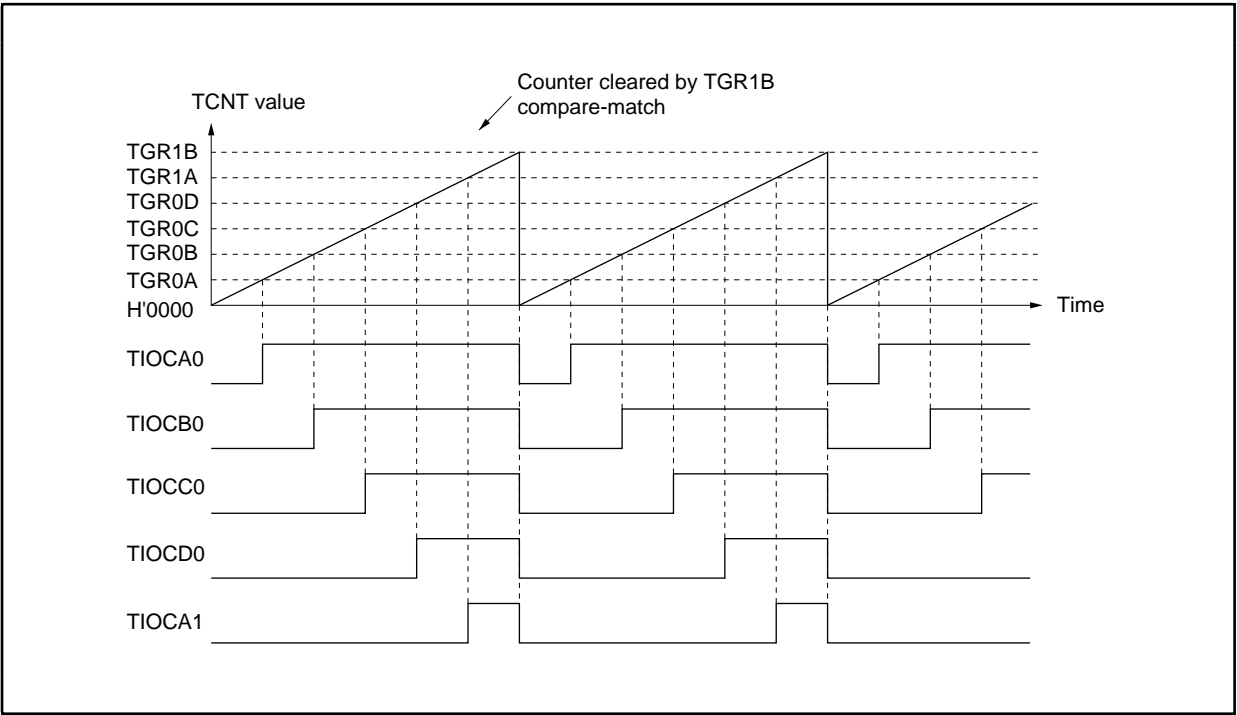 Counter cleared by TGR1B
compare-match
TCNT value
TGR1B
TGR1A
TGR0D
TGR0C
TGR0B
TGR0A
H'0000
Time
TIOCA0
TIOCB0
TIOCC0
TIOCD0
TIOCA1